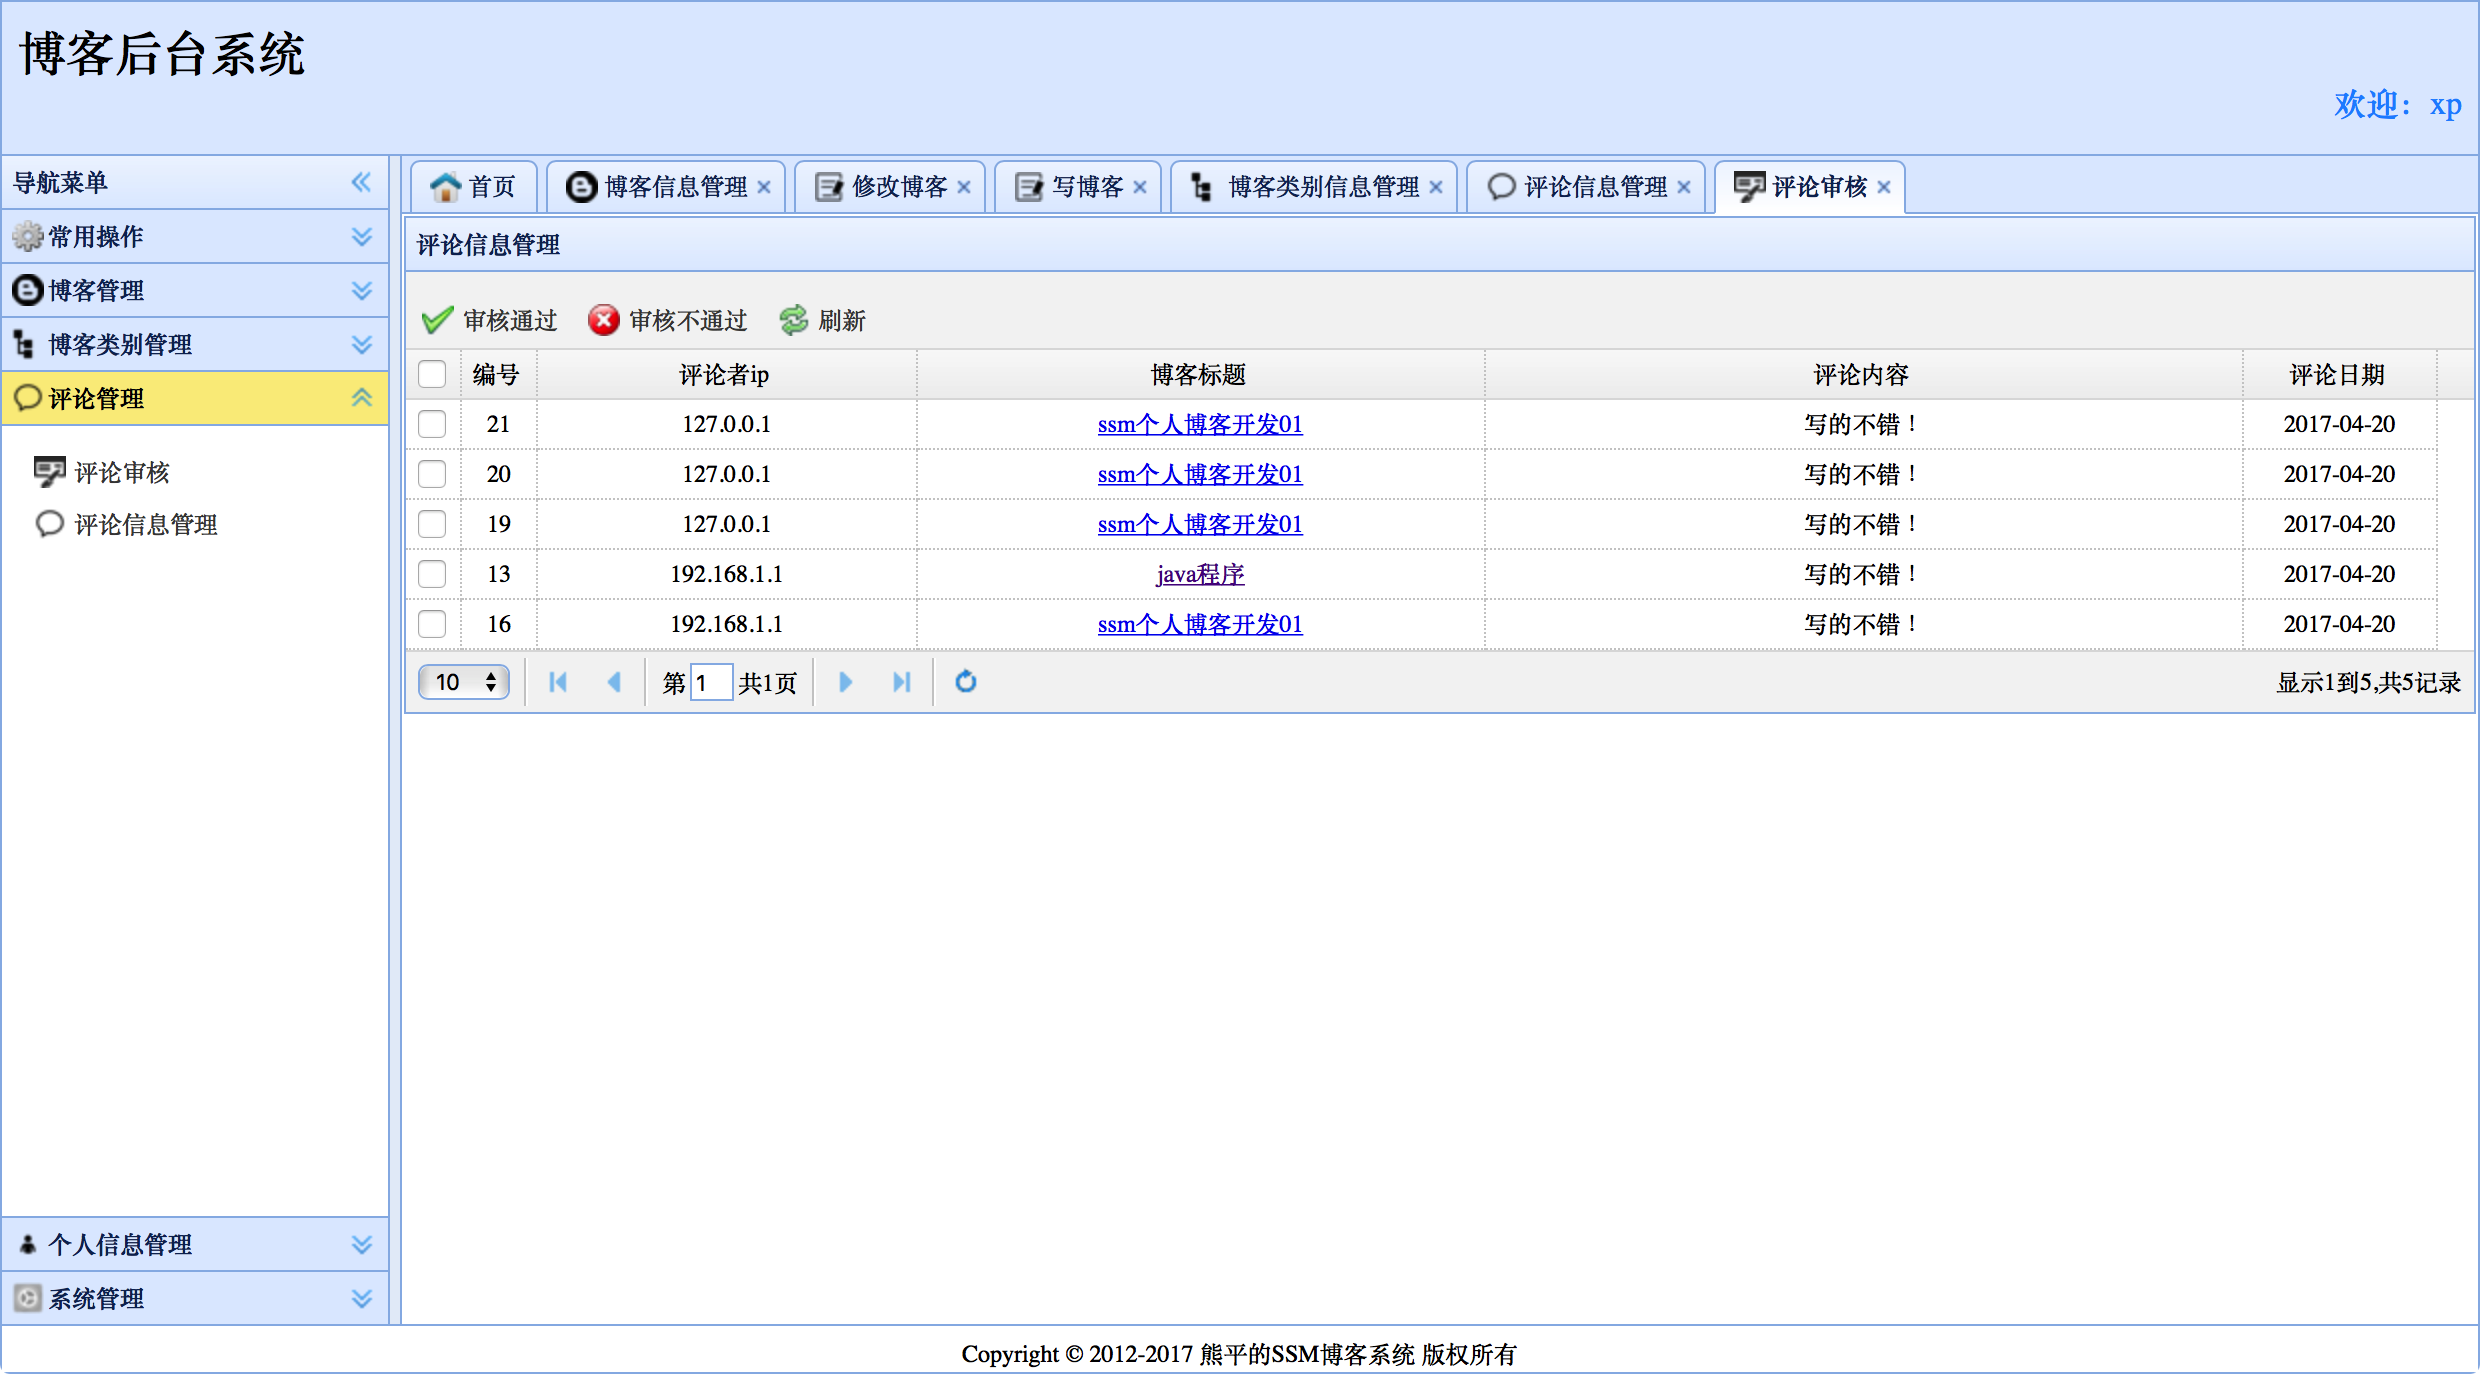 博客后台系统
欢迎：xp
导航菜单
常用操作
博客管理
博客类别管理
评论管理
评论审核
评论信息管理
个人信息管理
系统管理
首页 博客信息管理 修改博客 写博客 博客类别信息管理 评论信息管理 评论审核
评论信息管理
审核通过 审核不通过 刷新
编号 评论者ip 博客标题 评论内容 评论日期
21 127.0.0.1 ssm个人博客开发01 写的不错！ 2017-04-20
20 127.0.0.1 ssm个人博客开发01 写的不错！ 2017-04-20
19 127.0.0.1 ssm个人博客开发01 写的不错！ 2017-04-20
13 192.168.1.1 java程序 写的不错！ 2017-04-20
16 192.168.1.1 ssm个人博客开发01 写的不错！ 2017-04-20
10 第 1 共1页 显示1到5,共5记录
Copyright © 2012-2017 熊平的SSM博客系统 版权所有